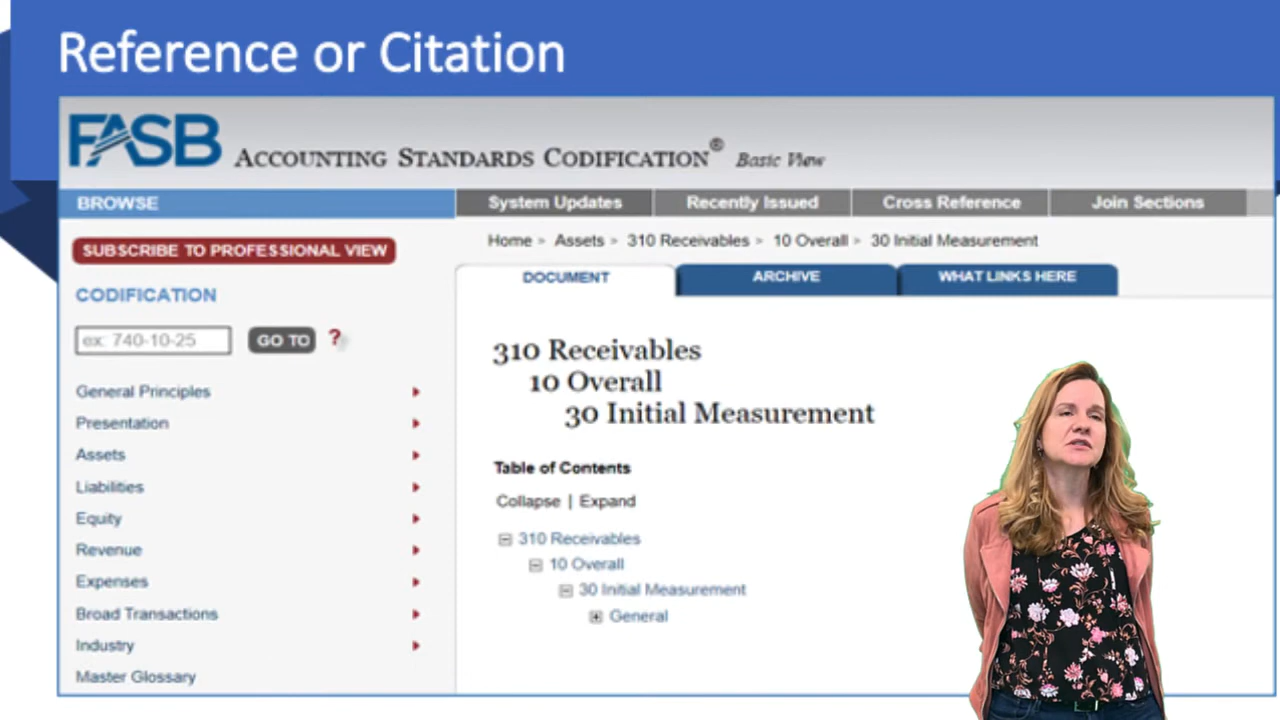 Reference or Citation
FASB ACCOUNTING STANDARDS CODIFICATION® Basic View
BROWSE
System Updates
Recently Issued
Cross Reference
Join Sections
SUBSCRIBE TO PROFESSIONAL VIEW
CODIFICATION
ex: 740-10-25
GO TO
?
General Principles
Presentation
Assets
Liabilities
Equity
Revenue
Expenses
Broad Transactions
Industry
Master Glossary
Home > Assets > 310 Receivables > 10 Overall > 30 Initial Measurement
DOCUMENT
ARCHIVE
WHAT LINKS HERE
310 Receivables
10 Overall
30 Initial Measurement
Table of Contents
Collapse | Expand
310 Receivables
10 Overall
30 Initial Measurement
General